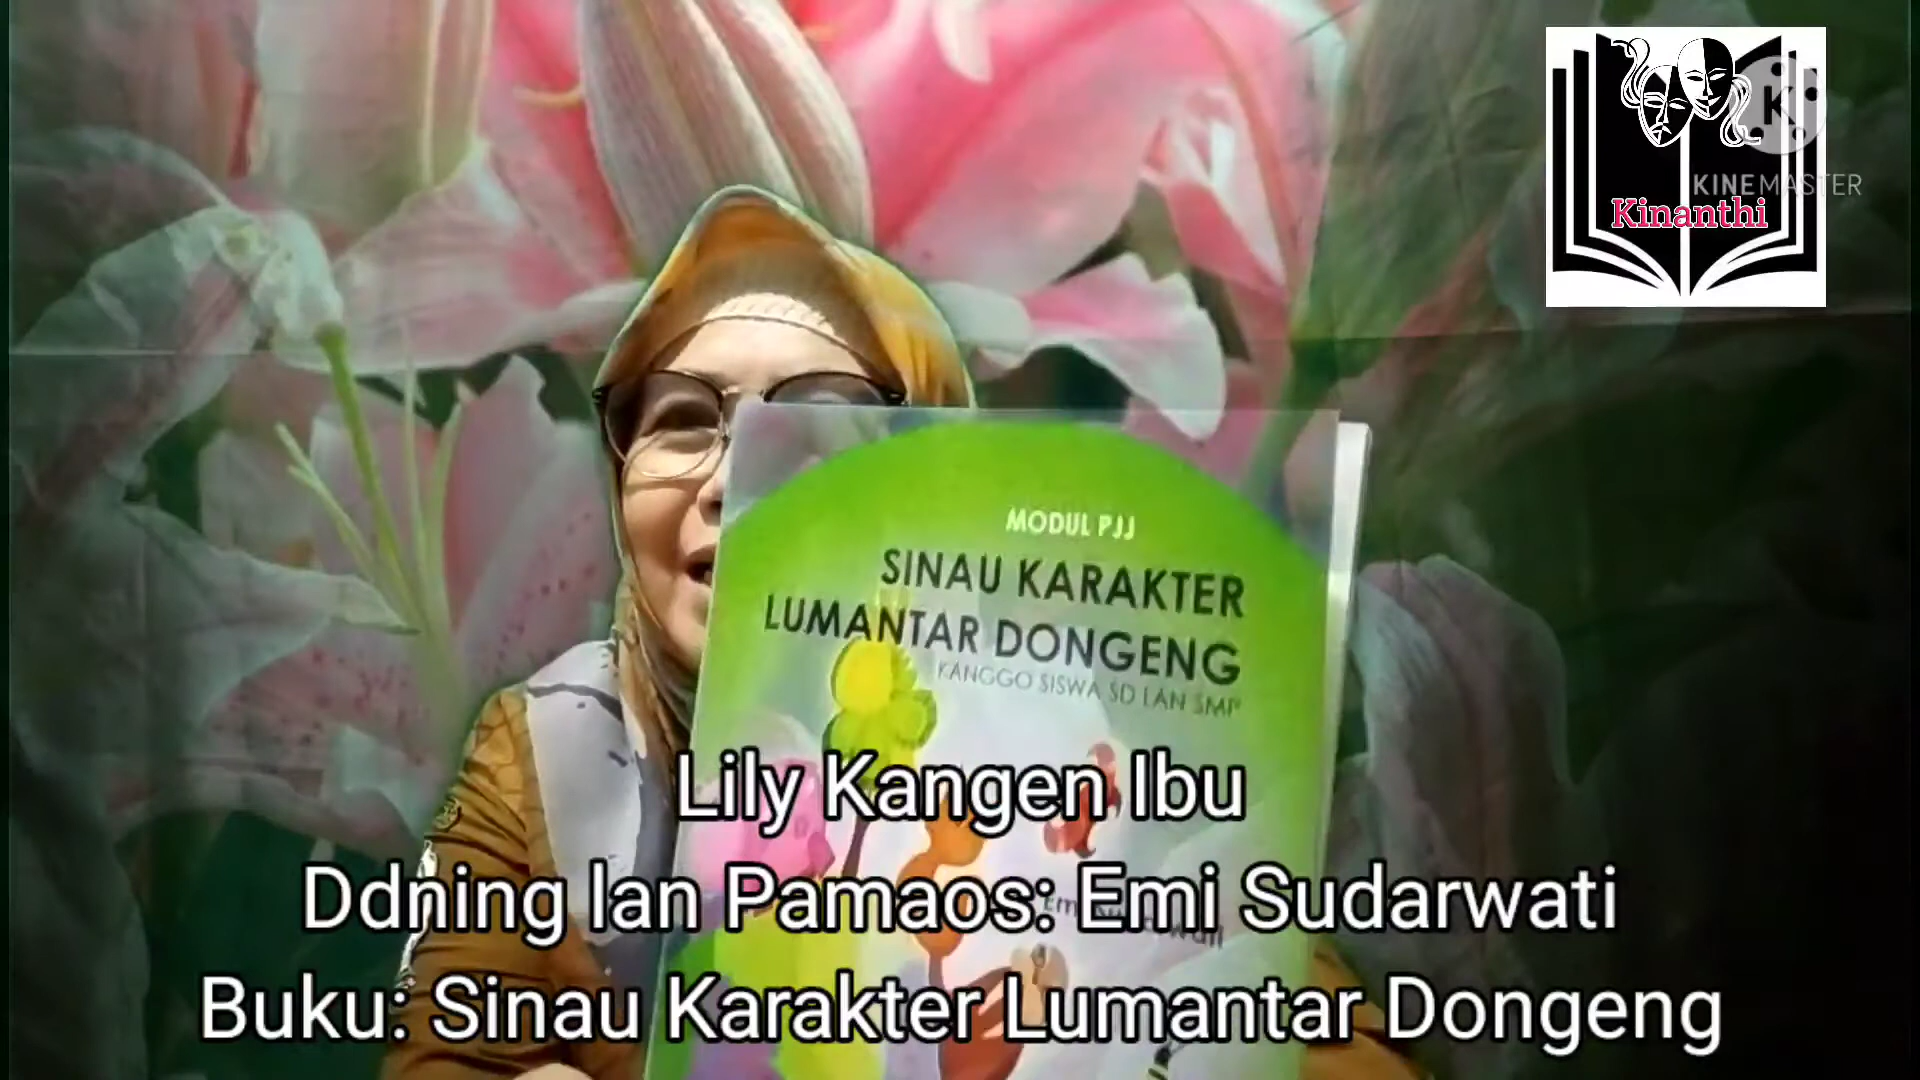 KINEMASTER
Kinanthi
MODUL PJJ
SINAU KARAKTER
LUMANTAR DONGENG
KANGGO SISWA SD LAN SMP
Lily Kangen Ibu
Ddning lan Pamaos: Emi Sudarwati
Buku: Sinau Karakter Lumantar Dongeng